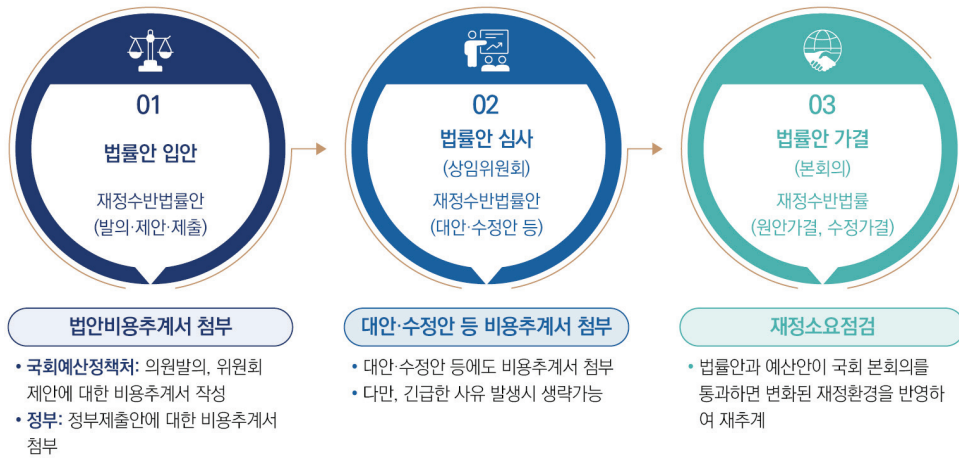 01
법률안 입안
재정수반법률안
(발의·제안·제출)
법안비용추계서 첨부
• 국회예산정책처: 의원발의, 위원회
제안에 대한 비용추계서 작성
• 정부: 정부제출안에 대한 비용추계서
첨부
02
법률안 심사
(상임위원회)
재정수반법률안
(대안·수정안 등)
대안·수정안 등 비용추계서 첨부
• 대안·수정안 등에도 비용추계서 첨부
• 다만, 긴급한 사유 발생시 생략가능
03
법률안 가결
(본회의)
재정수반법률
(원안가결, 수정가결)
재정소요점검
• 법률안과 예산안이 국회 본회의를
통과하면 변화된 재정환경을 반영하
여 재추계